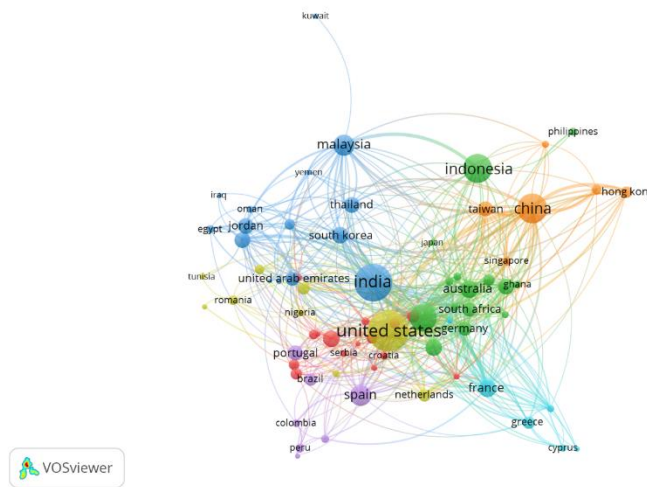 kuwait
philippines
malaysia
indonesia
yemen
iraq
oman
thailand
taiwan
china
hong kon
egypt
jordan
south korea
japan
singapore
tunisia
united arab emirates
india
australia
ghana
romania
nigeria
south africa
united states
germany
portugal
serbia
croatia
brazil
spain
netherlands
france
colombia
greece
peru
cyprus
VOSviewer